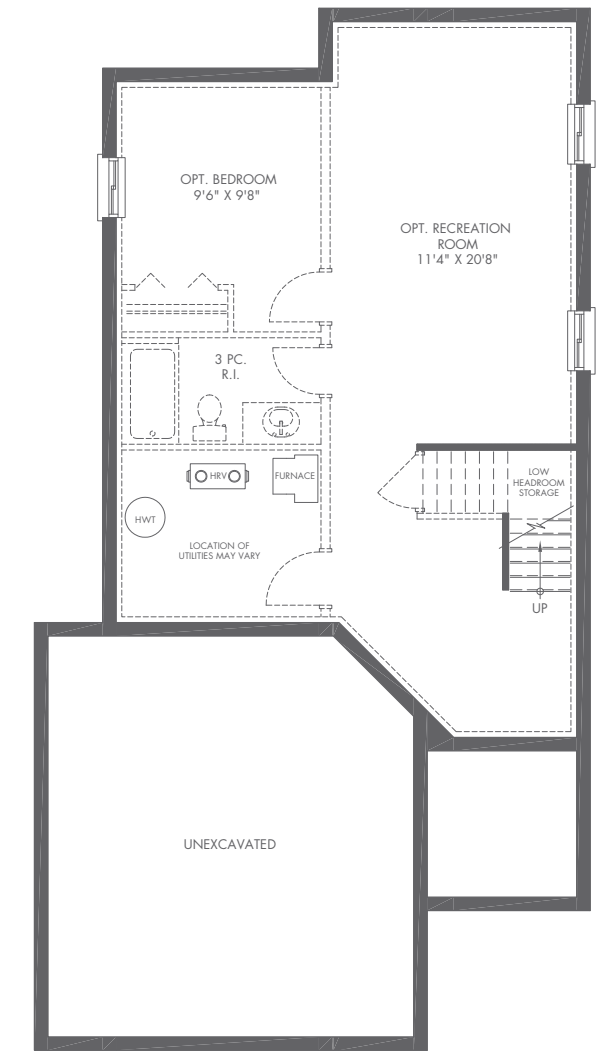 OPT. BEDROOM
9'6" X 9'8"
OPT. RECREATION
ROOM
11'4" X 20'8"
3 PC.
R.I.
HRV
FURNACE
LOW
HEADROOM
STORAGE
HWT
LOCATION OF
UTILITIES MAY VARY
UP
UNEXCAVATED